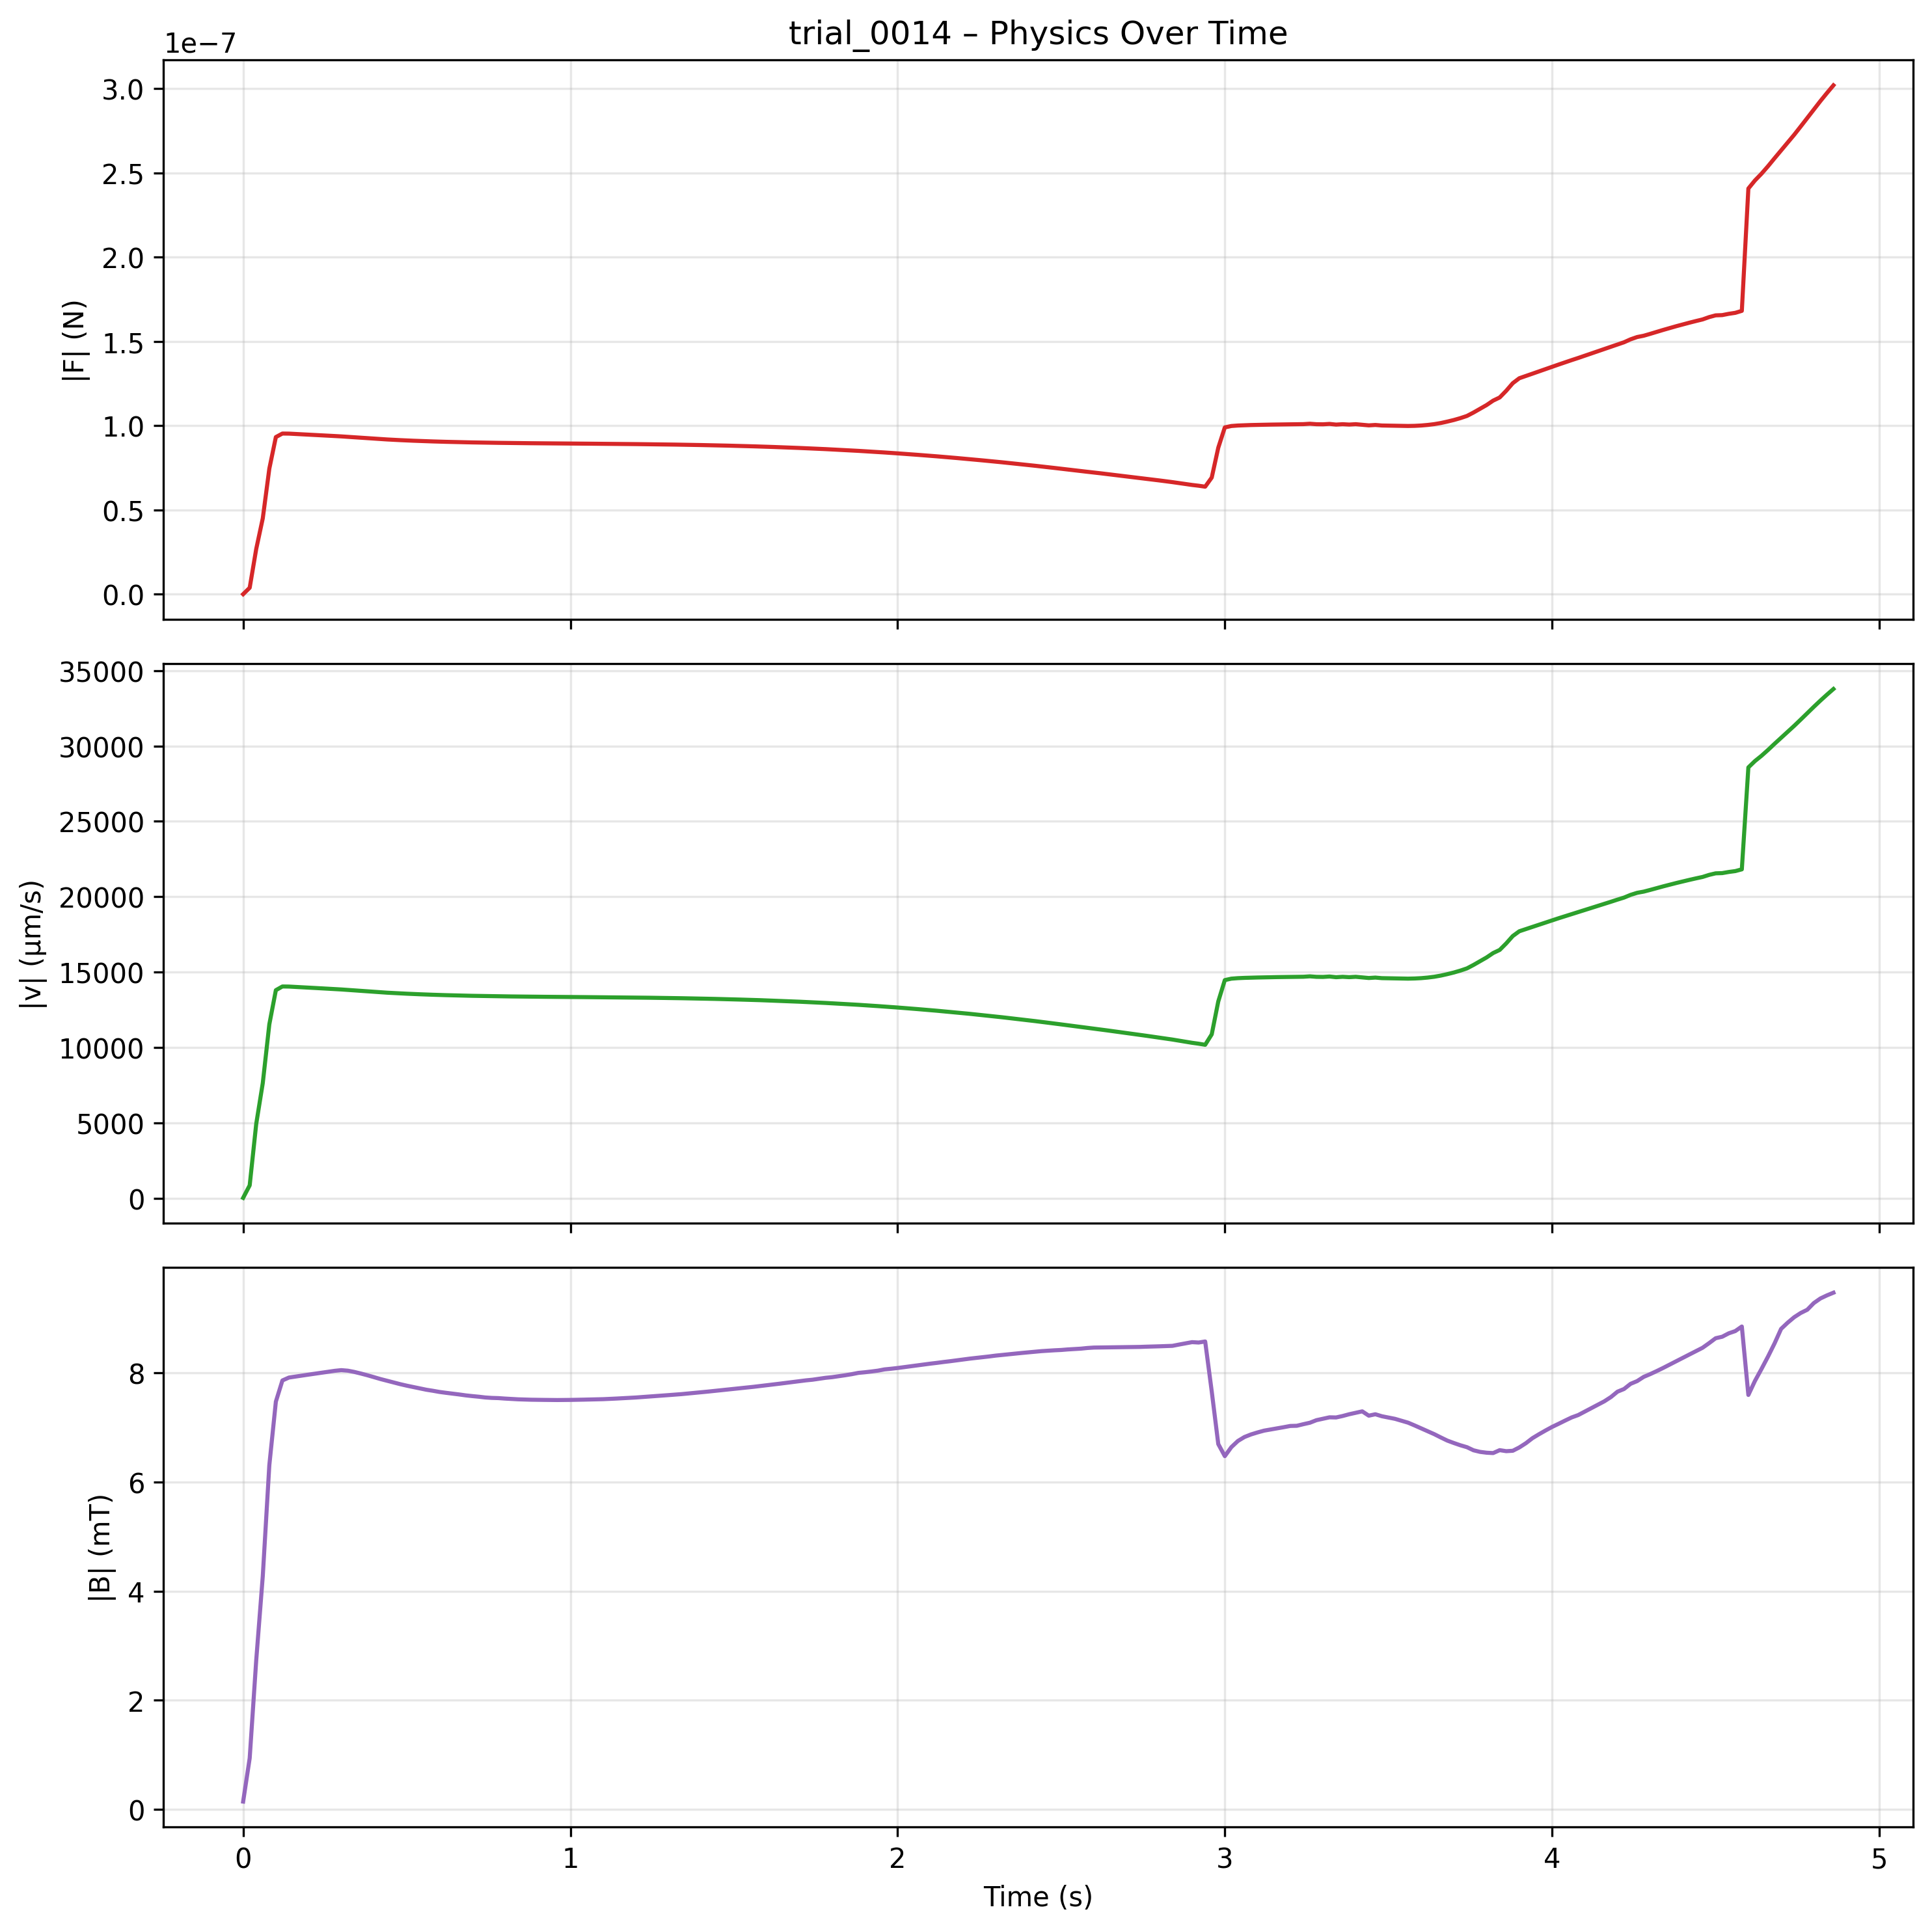 trial_0014 – Physics Over Time
1e−7
3.0
2.5
2.0
1.5
1.0
0.5
0.0
|F| (N)
35000
30000
25000
20000
15000
10000
5000
0
|v| (µm/s)
8
6
4
2
0
|B| (mT)
0 1 2 3 4 5
Time (s)